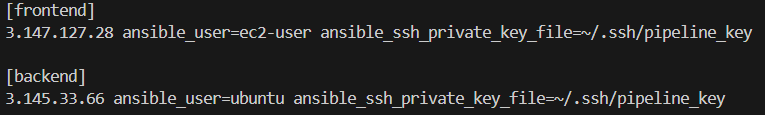 [frontend]
3.147.127.28 ansible_user=ec2-user ansible_ssh_private_key_file=~/.ssh/pipeline_key
[backend]
3.145.33.66 ansible_user=ubuntu ansible_ssh_private_key_file=~/.ssh/pipeline_key